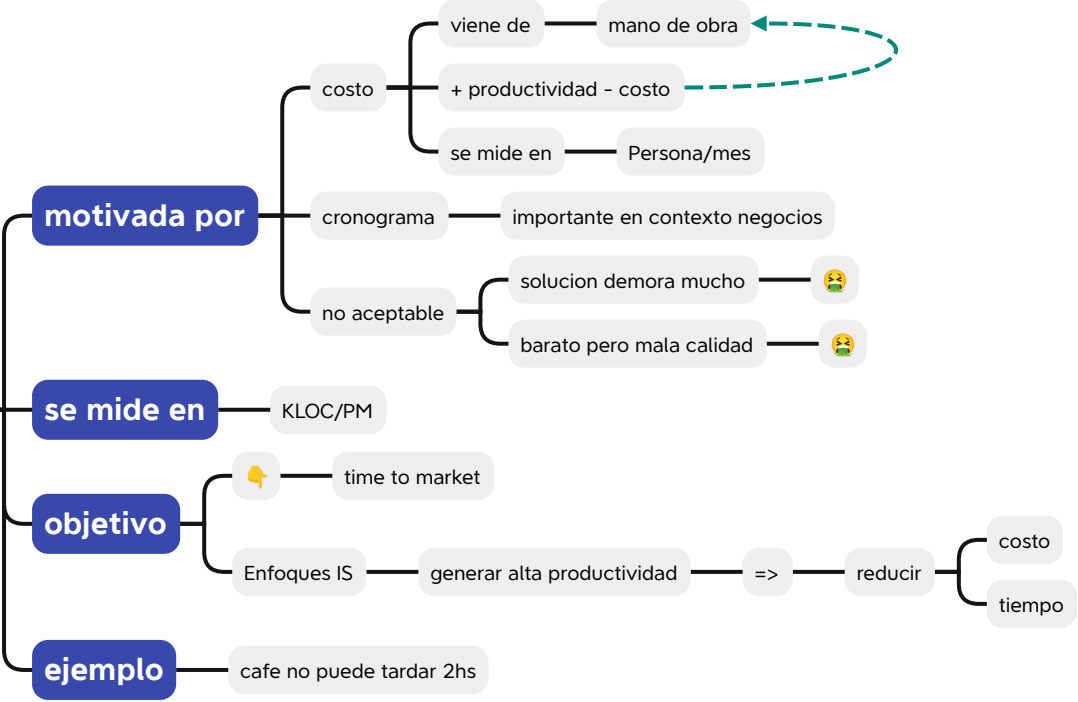 motivada por
costo
viene de
mano de obra
+ productividad - costo
se mide en
Persona/mes
cronograma
importante en contexto negocios
no aceptable
solucion demora mucho
barato pero mala calidad
se mide en
KLOC/PM
objetivo
time to market
Enfoques IS
generar alta productividad
=>
reducir
costo
tiempo
ejemplo
cafe no puede tardar 2hs